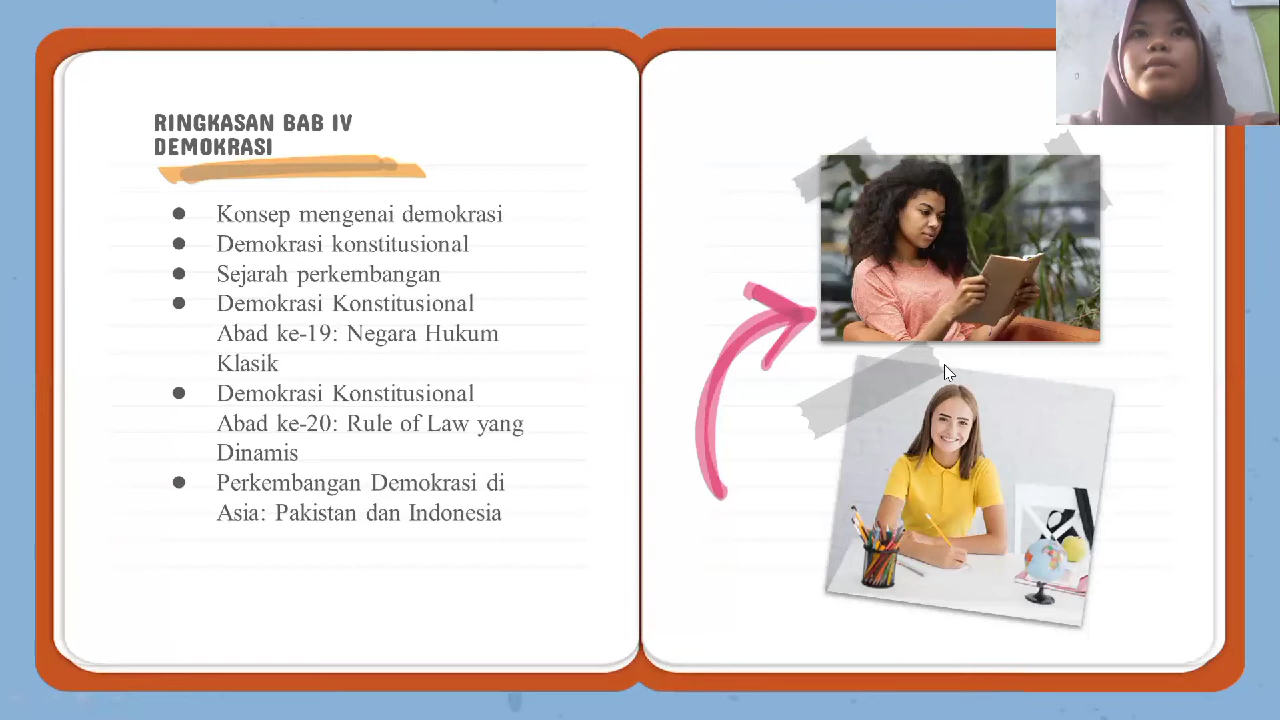 RINGKASAN BAB IV
DEMOKRASI
● Konsep mengenai demokrasi
● Demokrasi konstitusional
● Sejarah perkembangan
● Demokrasi Konstitusional
Abad ke-19: Negara Hukum
Klasik
● Demokrasi Konstitusional
Abad ke-20: Rule of Law yang
Dinamis
● Perkembangan Demokrasi di
Asia: Pakistan dan Indonesia